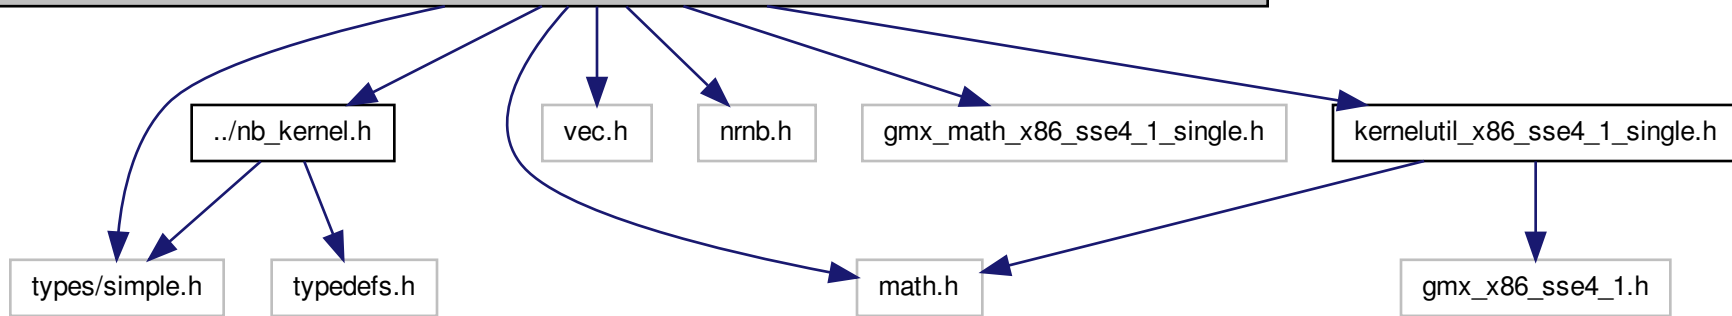 ../nb_kernel.h
vec.h
nrnb.h
gmx_math_x86_sse4_1_single.h
kernelutil_x86_sse4_1_single.h
types/simple.h
typedefs.h
math.h
gmx_x86_sse4_1.h